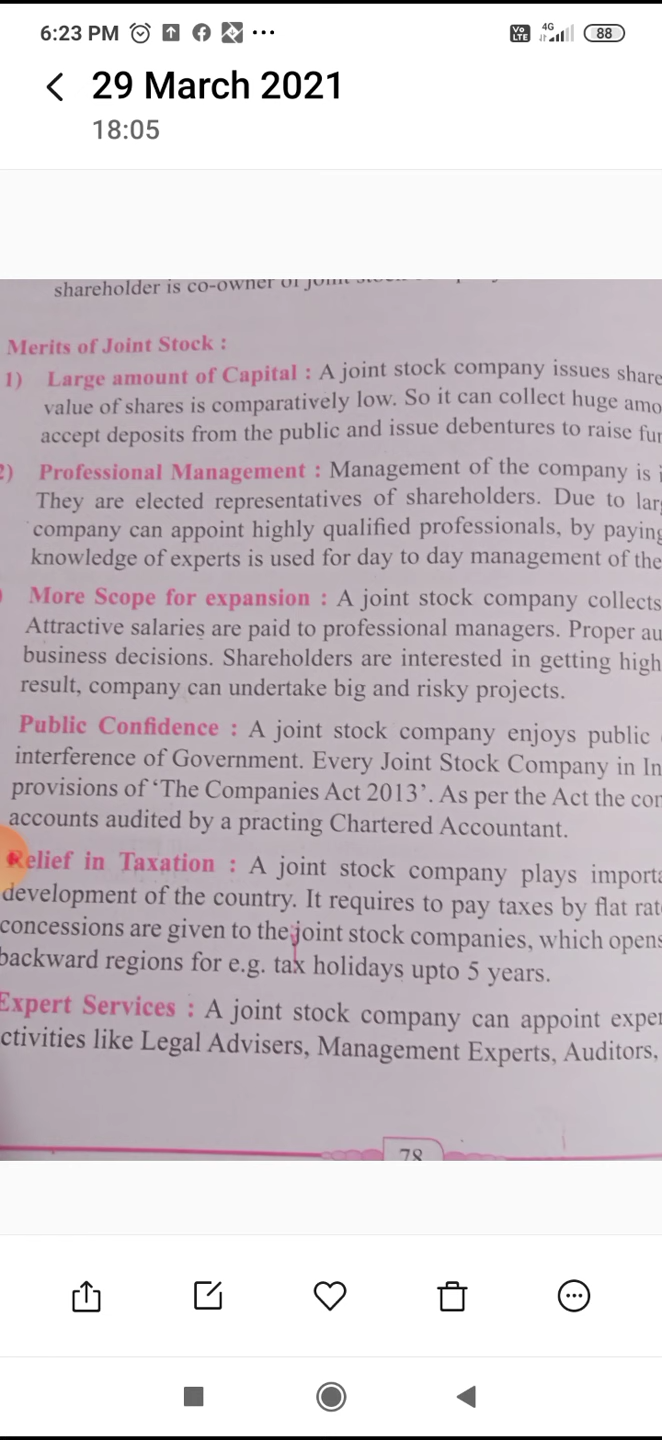 6:23 PM
Vo LTE 4G 88
29 March 2021
18:05
shareholder is co-owner of
Merits of Joint Stock :
1) Large amount of Capital : A joint stock company issues share
value of shares is comparatively low. So it can collect huge amo
accept deposits from the public and issue debentures to raise fu
2) Professional Management : Management of the company is
They are elected representatives of shareholders. Due to lar
company can appoint highly qualified professionals, by paying
knowledge of experts is used for day to day management of the
) More Scope for expansion : A joint stock company collects
Attractive salaries are paid to professional managers. Proper au
business decisions. Shareholders are interested in getting high
result, company can undertake big and risky projects.
Public Confidence : A joint stock company enjoys public
interference of Government. Every Joint Stock Company in In
provisions of ‘The Companies Act 2013’. As per the Act the co
accounts audited by a practing Chartered Accountant.
Relief in Taxation : A joint stock company plays importa
development of the country. It requires to pay taxes by flat rat
concessions are given to the joint stock companies, which opens
backward regions for e.g. tax holidays upto 5 years.
Expert Services : A joint stock company can appoint exper
ctivities like Legal Advisers, Management Experts, Auditors,
78